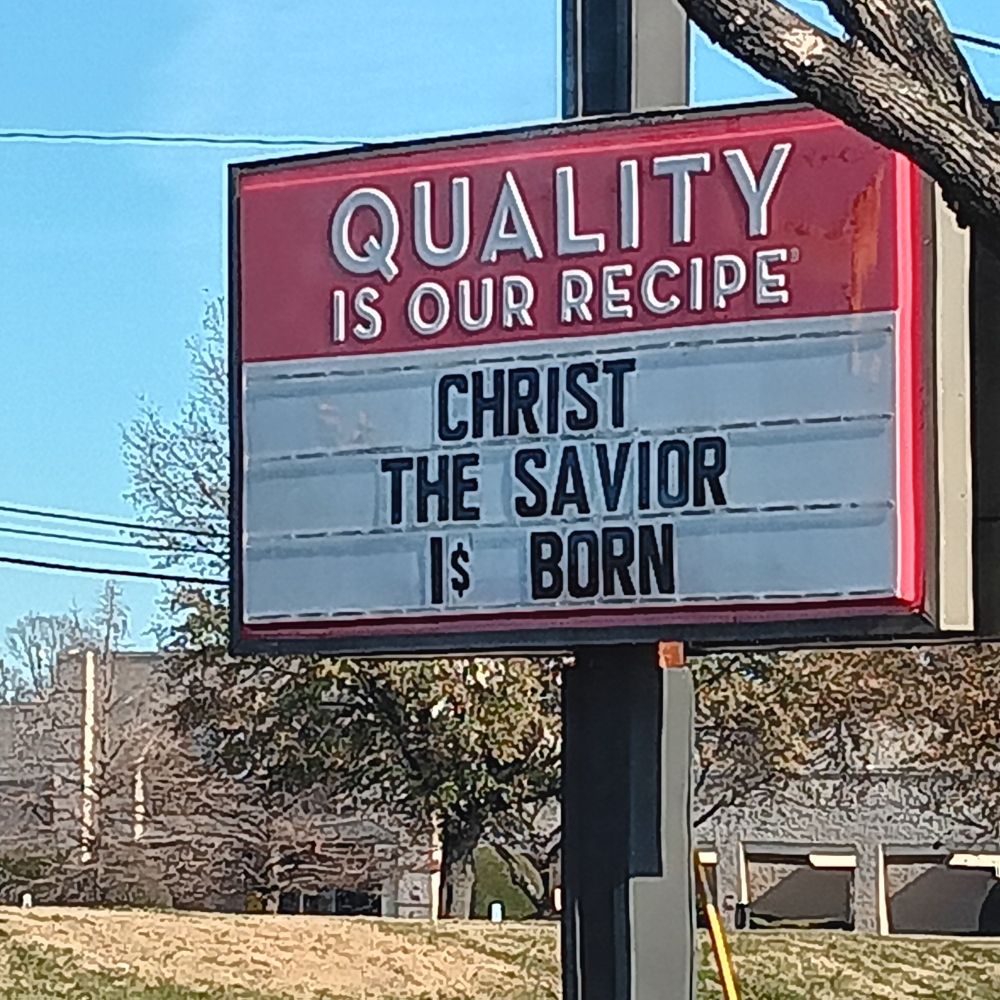 QUALITY
IS OUR RECIPE®
CHRIST
THE SAVIOR
I$ BORN